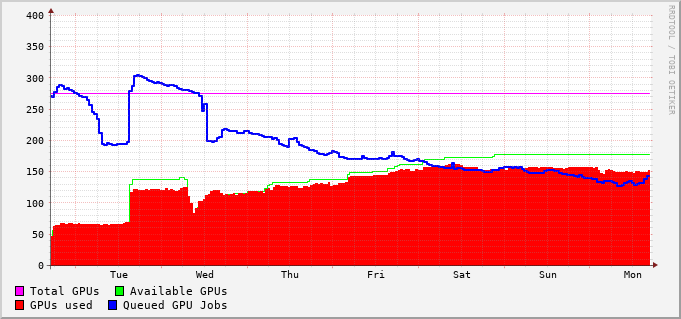 RRDTOOL / TOBI OETIKER
400
350
300
250
200
150
100
50
0
Tue Wed Thu Fri Sat Sun Mon
Total GPUs Available GPUs
GPUs used Queued GPU Jobs